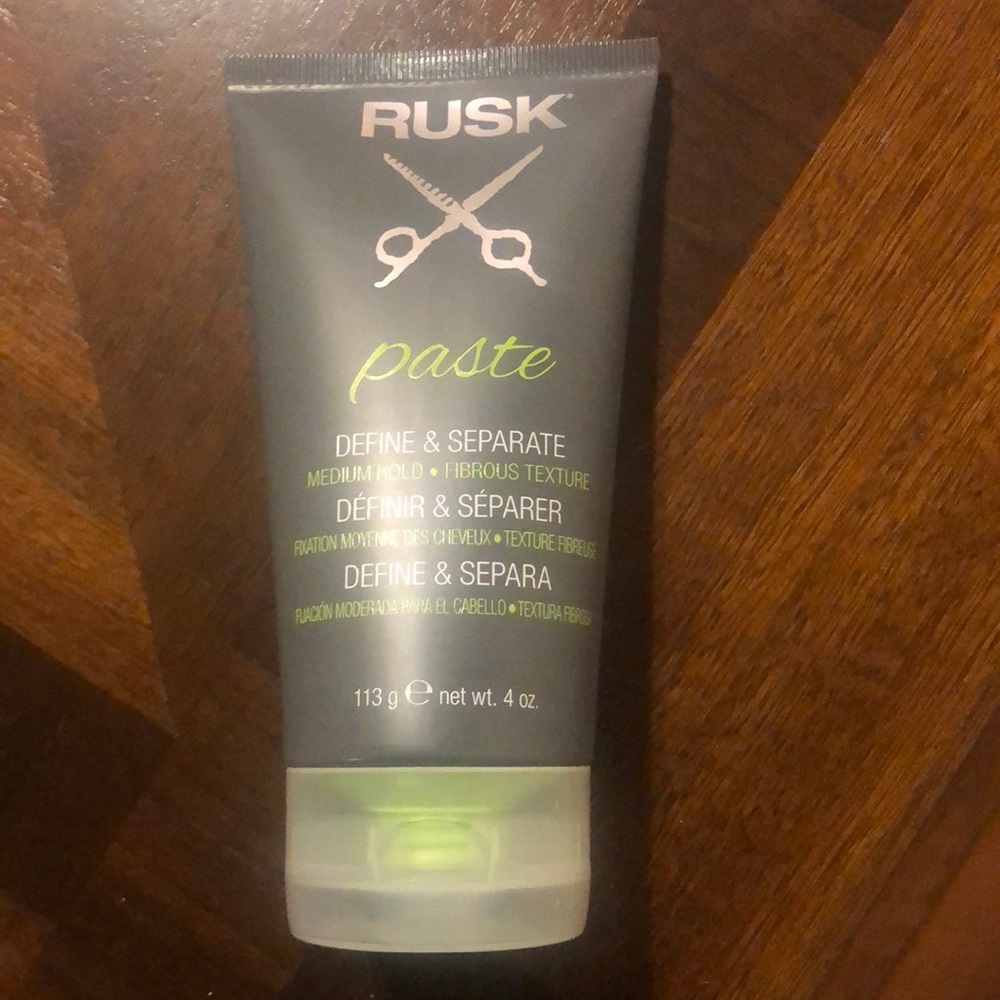 RUSK®
paste
DEFINE & SEPARATE
MEDIUM HOLD • FIBROUS TEXTURE
DÉFINIR & SÉPARER
FIXATION MOYENNE DES CHEVEUX • TEXTURE FIBREUSE
DEFINE & SEPARA
FIJACIÓN MODERADA PARA EL CABELLO • TEXTURA FIBROSA
113 g ℮ net wt. 4 oz.